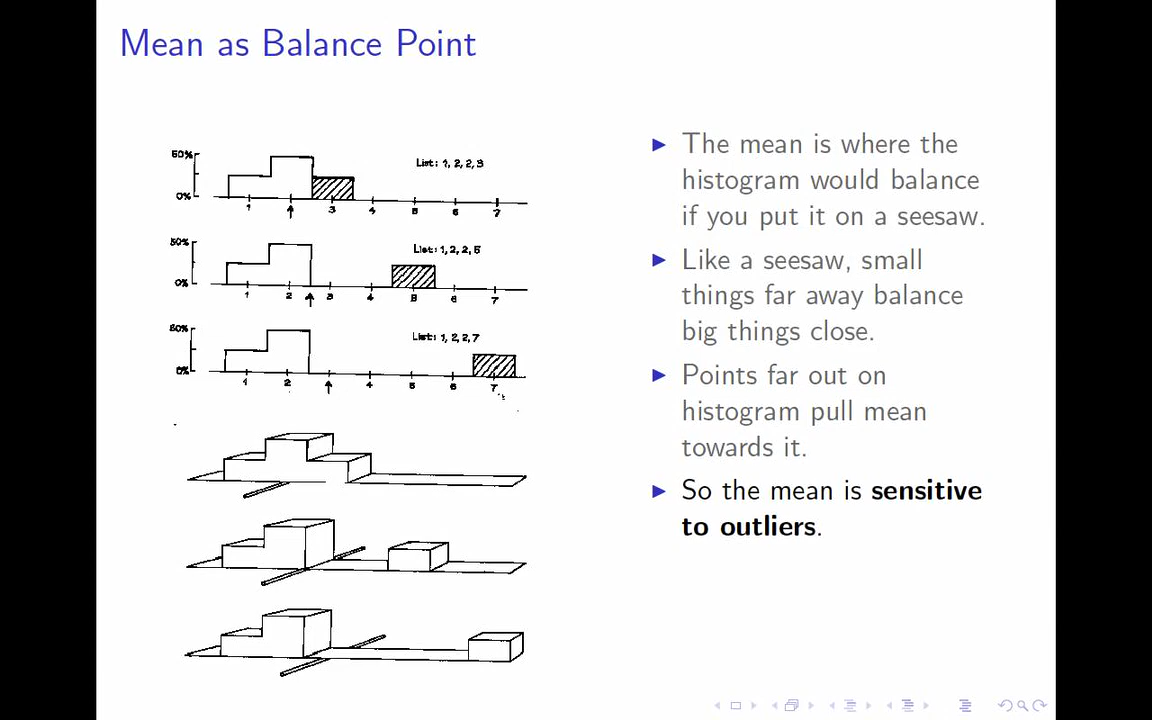 Mean as Balance Point
50%
List: 1, 2, 2, 3
0%
1 2 3 4 5 6 7
50%
List: 1, 2, 2, 5
0%
1 2 3 4 5 6 7
50%
List: 1, 2, 2, 7
0%
1 2 4 5 6 7
The mean is where the
histogram would balance
if you put it on a seesaw.
Like a seesaw, small
things far away balance
big things close.
Points far out on
histogram pull mean
towards it.
So the mean is sensitive
to outliers.